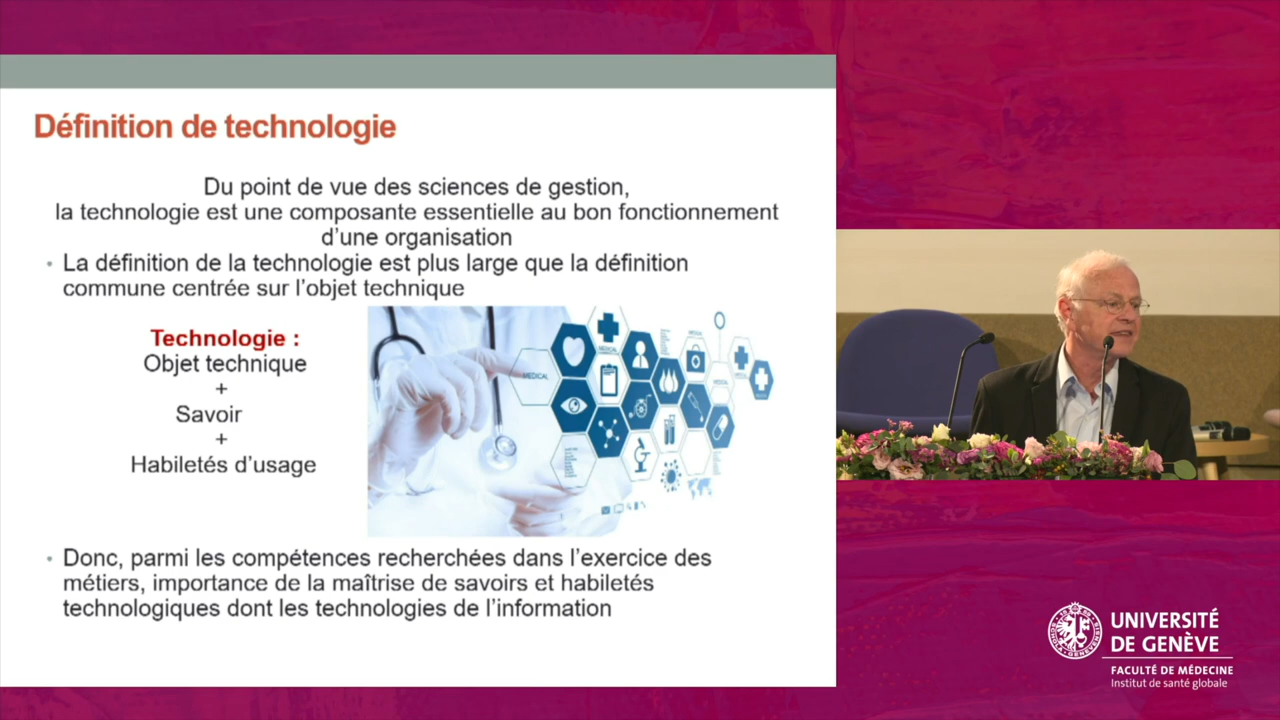 Définition de technologie
Du point de vue des sciences de gestion,
la technologie est une composante essentielle au bon fonctionnement
d'une organisation
• La définition de la technologie est plus large que la définition
commune centrée sur l'objet technique
Technologie :
Objet technique
+
Savoir
+
Habiletés d'usage
MEDICAL
MEDICAL
• Donc, parmi les compétences recherchées dans l'exercice des
métiers, importance de la maîtrise de savoirs et habiletés
technologiques dont les technologies de l'information
UNIVERSITÉ
DE GENÈVE
FACULTÉ DE MÉDECINE
Institut de santé globale